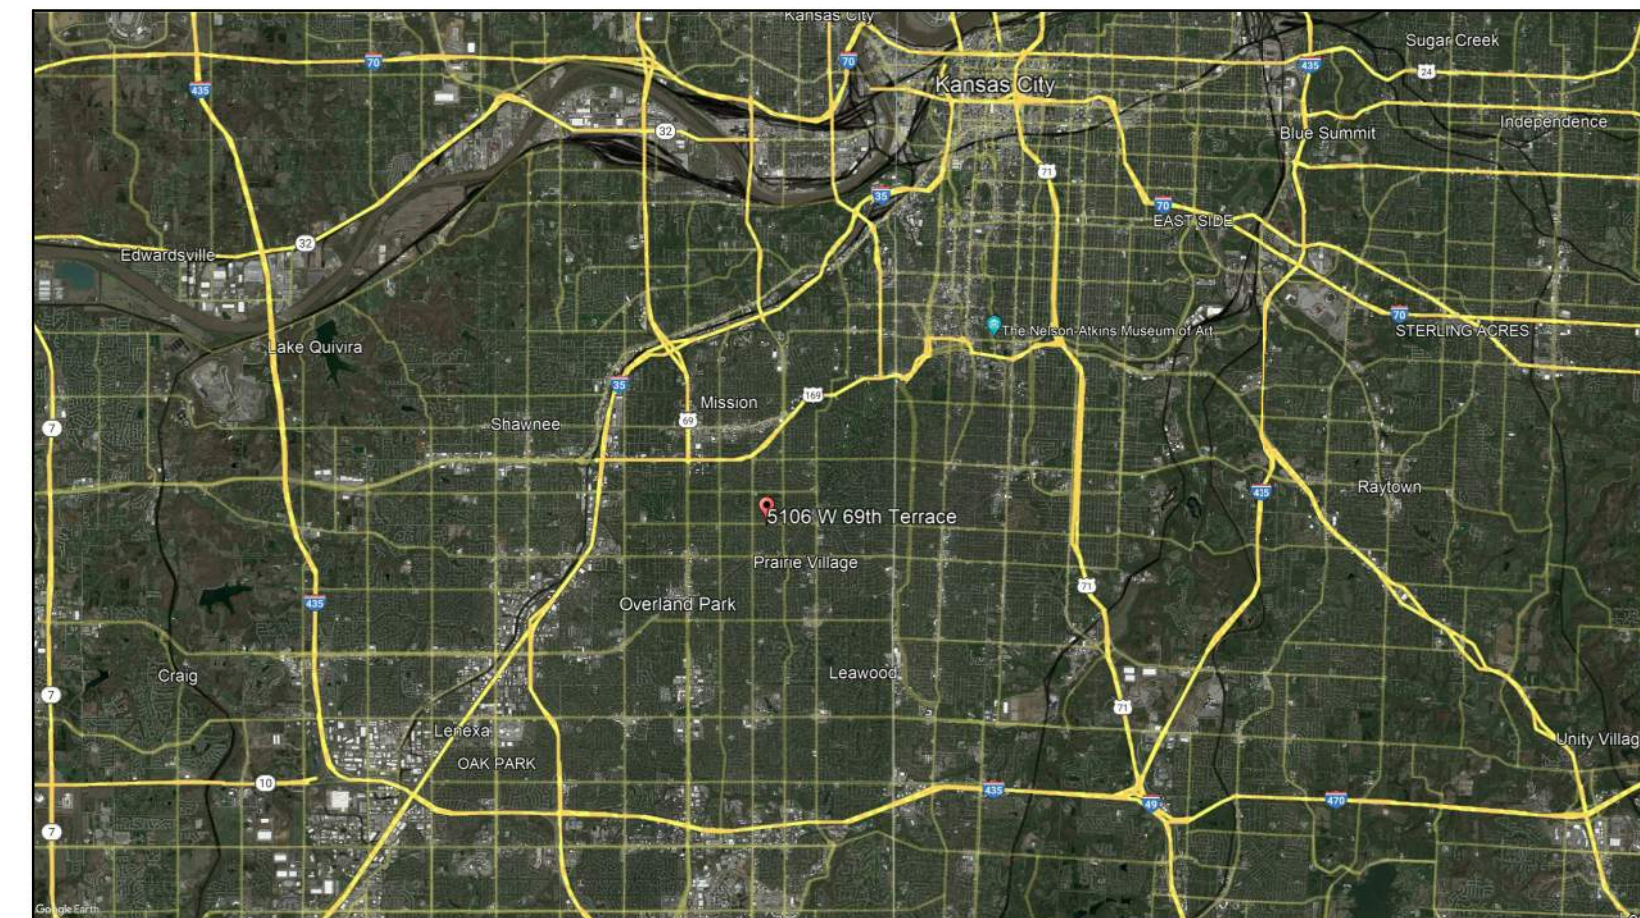 Kansas City
Sugar Creek
70
70
435
24
435
Kansas City
32
Independence
Blue Summit
71
35
70
EAST SIDE
32
Edwardsville
70
The Nelson-Atkins Museum of Art
STERLING ACRES
Lake Quivira
35
169
Mission
69
Shawnee
7
435
Raytown
5106 W 69th Terrace
Prairie Village
71
435
Overland Park
Craig
Leawood
7
71
Lenexa
Unity Villag
OAK PARK
10
435
49
470
7
Google Earth